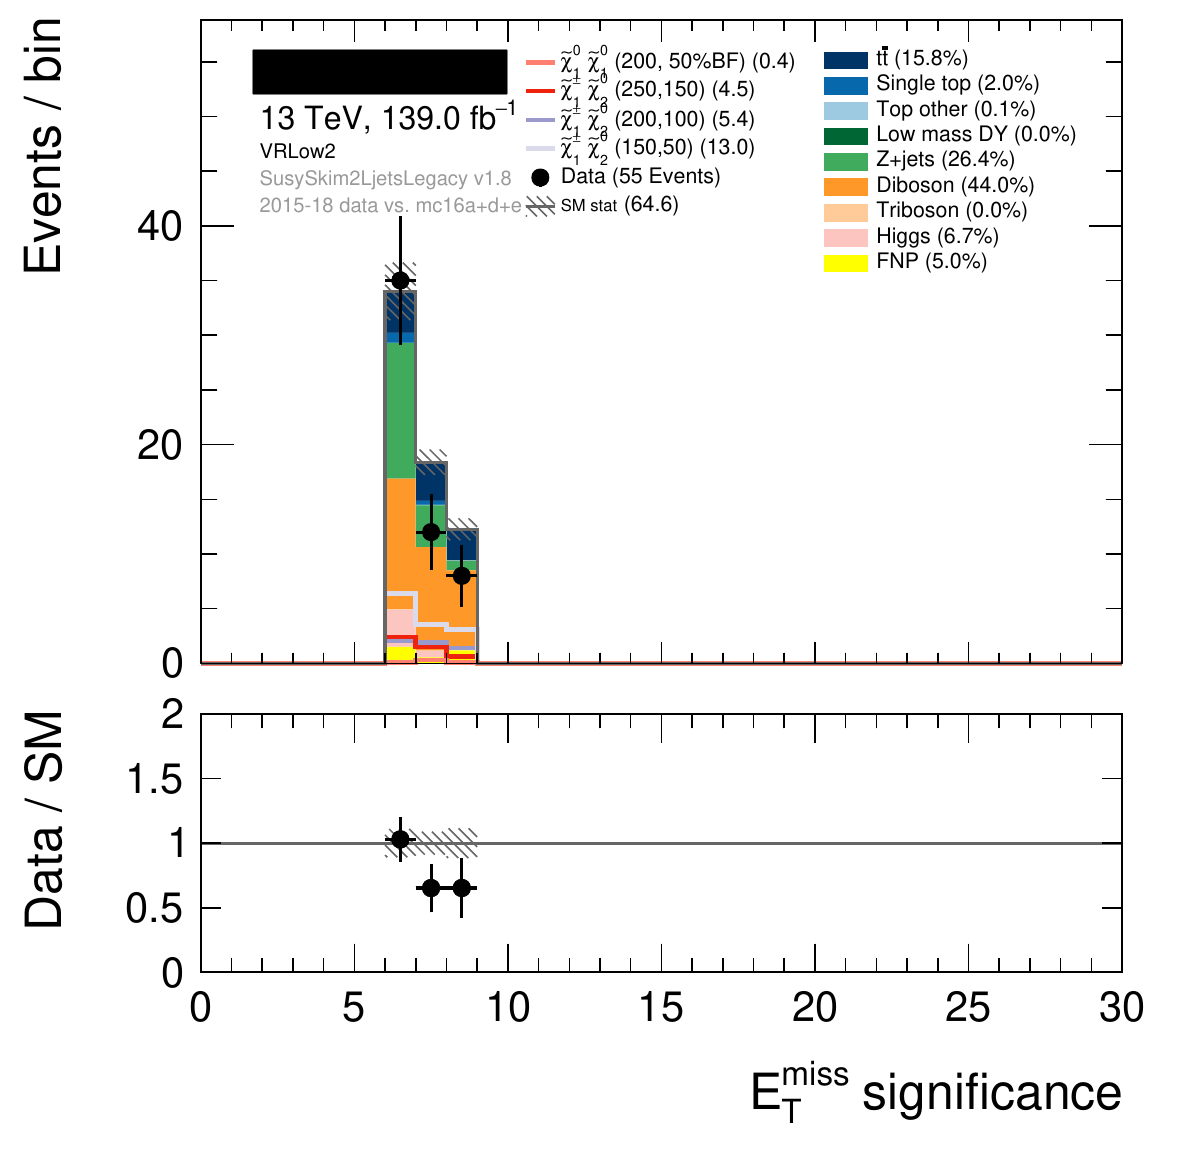 Events / bin
13 TeV, 139.0 fb⁻¹
VRLow2
SusySkim2LjetsLegacy v1.8
2015-18 data vs. mc16a+d+e
χ̃⁰₁ χ̃⁰₁ (200, 50%BF) (0.4)
χ̃±₁ χ̃⁰₂ (250,150) (4.5)
χ̃±₁ χ̃⁰₂ (200,100) (5.4)
χ̃±₁ χ̃⁰₂ (150,50) (13.0)
Data (55 Events)
SM stat (64.6)
tt̄ (15.8%)
Single top (2.0%)
Top other (0.1%)
Low mass DY (0.0%)
Z+jets (26.4%)
Diboson (44.0%)
Triboson (0.0%)
Higgs (6.7%)
FNP (5.0%)
40
20
0
Data / SM
2
1.5
1
0.5
0
0 5 10 15 20 25 30
E_T^miss significance